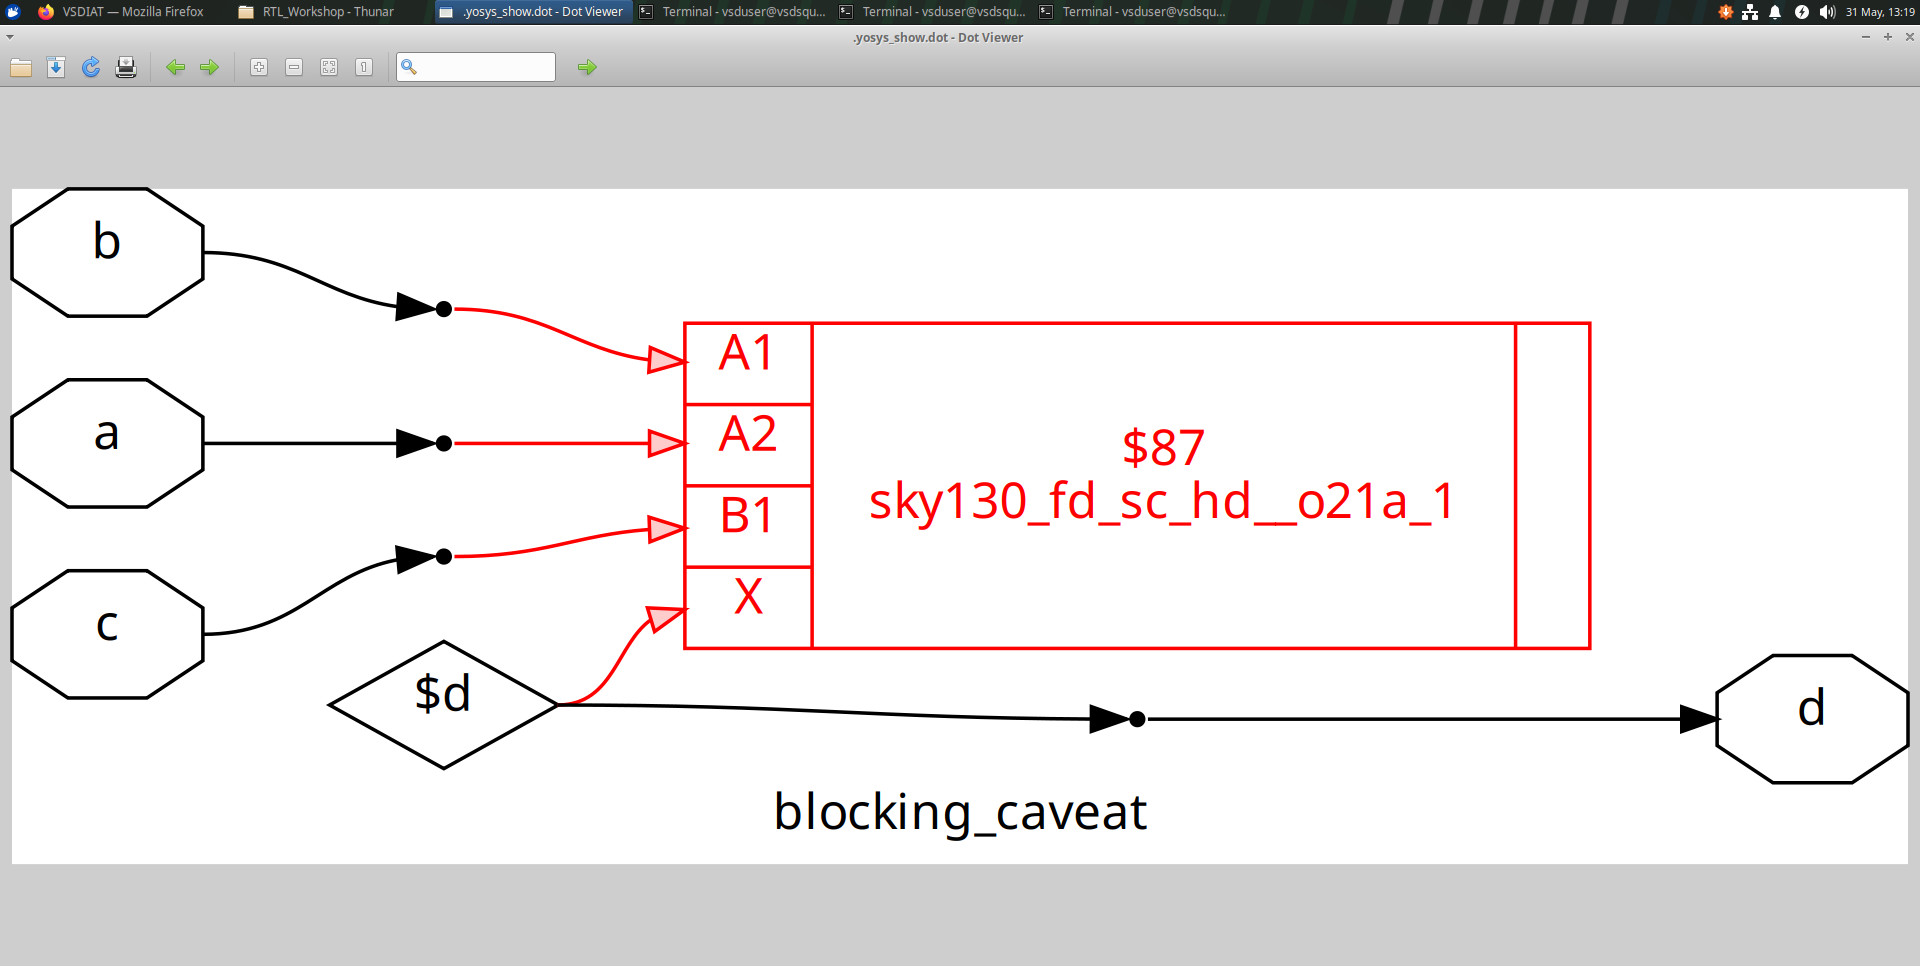 VSDIAT — Mozilla Firefox
RTL_Workshop - Thunar
.yosys_show.dot - Dot Viewer
Terminal - vsduser@vsdsqu...
Terminal - vsduser@vsdsqu...
Terminal - vsduser@vsdsqu...
31 May, 13:19
.yosys_show.dot - Dot Viewer
b
a
c
$d
A1
A2
B1
X
$87
sky130_fd_sc_hd__o21a_1
d
blocking_caveat